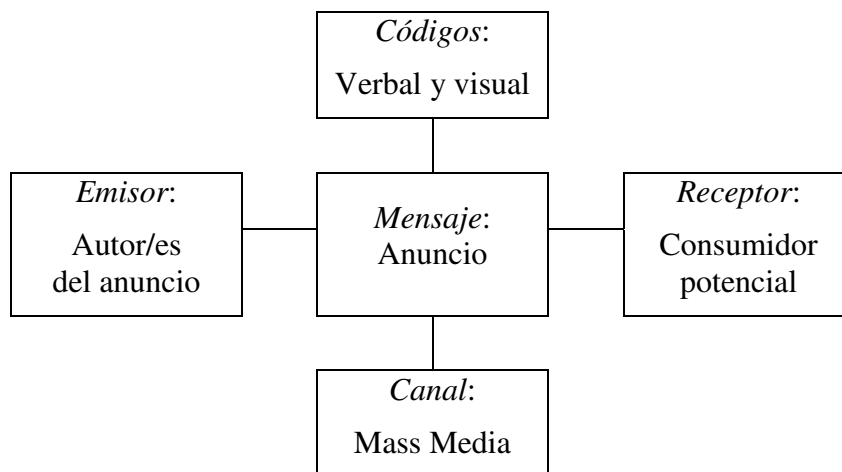 Códigos:
Verbal y visual
Emisor:
Autor/es
del anuncio
Mensaje:
Anuncio
Receptor:
Consumidor
potencial
Canal:
Mass Media